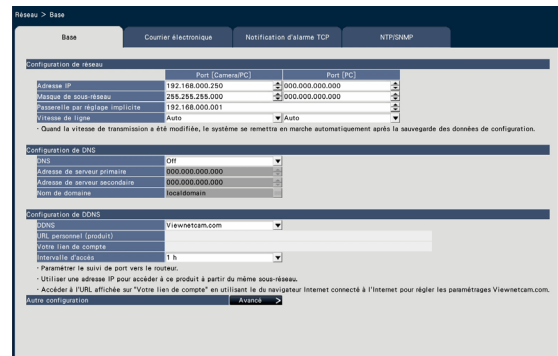 Réseau > Base
Base Courrier électronique Notification d'alarme TCP NTP/SNMP
Configuration de réseau
Port [Camera/PC] Port [PC]
Adresse IP 192.168.000.250 000.000.000.000
Masque de sous-réseau 255.255.255.000 000.000.000.000
Passerelle par réglage implicite 192.168.000.001
Vitesse de ligne Auto Auto
· Quand la vitesse de transmission a été modifiée, le système se remettra en marche automatiquement après la sauvegarde des données de configuration.
Configuration de DNS
DNS Off
Adresse de serveur primaire 000.000.000.000
Adresse de serveur secondaire 000.000.000.000
Nom de domaine localdomain
Configuration de DDNS
DDNS Viewnetcam.com
URL personnel (produit)
Votre lien de compte
Intervalle d'accès 1 h
· Paramétrer le suivi de port vers le routeur.
· Utiliser une adresse IP pour accéder à ce produit à partir du même sous-réseau.
· Accéder à l'URL affichée sur "Votre lien de compte" en utilisant le du navigateur Internet connecté à l'Internet pour régler les paramétrages Viewnetcam.com.
Autre configuration Avancé >